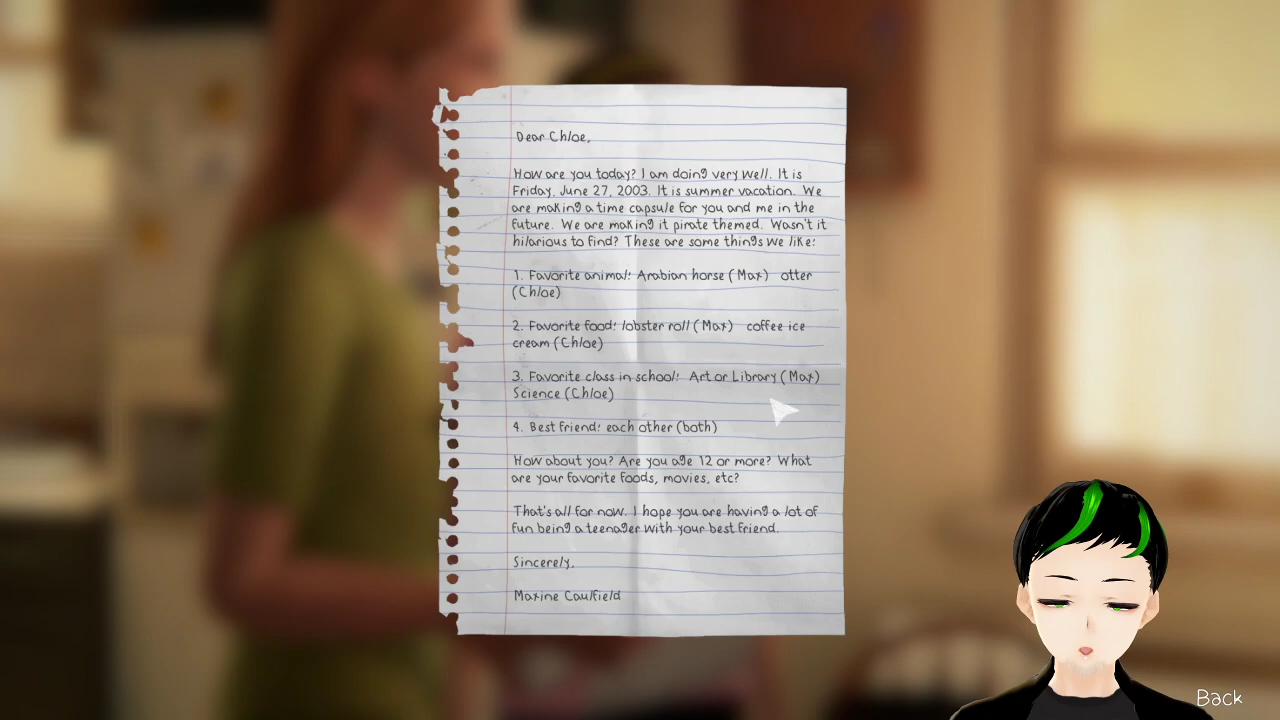 Dear Chloe,
How are you today? I am doing very well. It is
Friday, June 27, 2003. It is summer vacation. We
are making a time capsule for you and me in the
future. We are making it pirate themed. Wasn't it
hilarious to find? These are some things we like:
1. Favorite animal: Arabian horse (Max) otter
(Chloe)
2. Favorite food: lobster roll (Max) coffee ice
cream (Chloe)
3. Favorite class in school: Art or Library (Max)
Science (Chloe)
4. Best friend: each other (both)
How about you? Are you age 12 or more? What
are your favorite foods, movies, etc?
That's all for now. I hope you are having a lot of
fun being a teenager with your best friend.
Sincerely,
Maxine Caulfield
Back